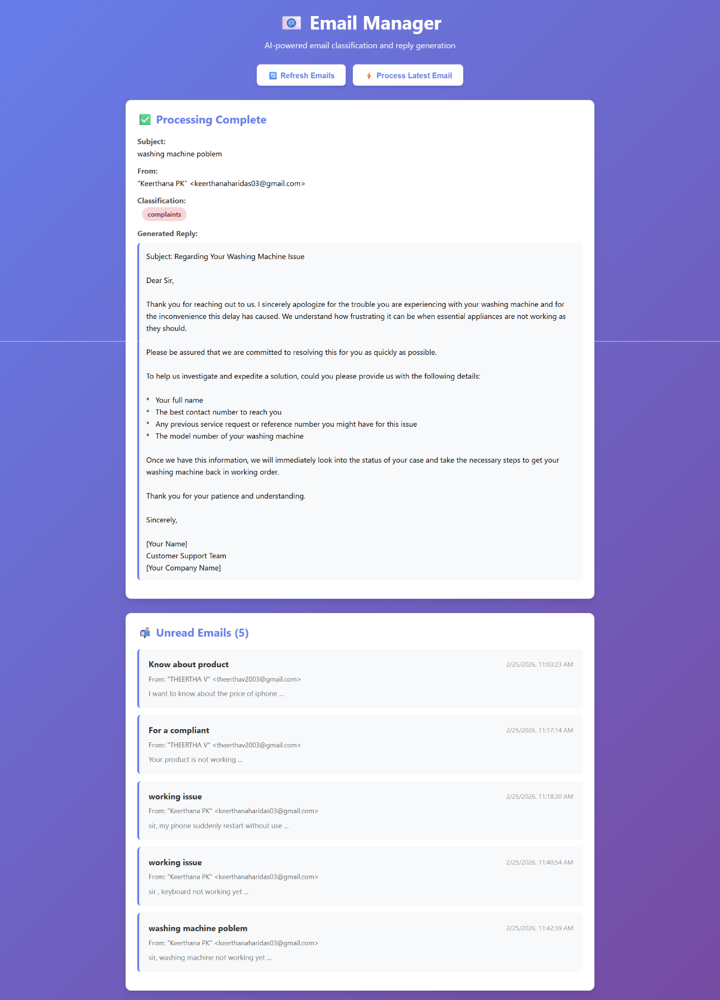 Email Manager
AI-powered email classification and reply generation
Refresh Emails
Process Latest Email
Processing Complete
Subject:
washing machine poblem
From:
"Keerthana PK" <keerthanaharidas03@gmail.com>
Classification:
complaints
Generated Reply:
Subject: Regarding Your Washing Machine Issue
Dear Sir,
Thank you for reaching out to us. I sincerely apologize for the trouble you are experiencing with your washing machine and for
the inconvenience this delay has caused. We understand how frustrating it can be when essential appliances are not working as
they should.
Please be assured that we are committed to resolving this for you as quickly as possible.
To help us investigate and expedite a solution, could you please provide us with the following details:
* Your full name
* The best contact number to reach you
* Any previous service request or reference number you might have for this issue
* The model number of your washing machine
Once we have this information, we will immediately look into the status of your case and take the necessary steps to get your
washing machine back in working order.
Thank you for your patience and understanding.
Sincerely,
[Your Name]
Customer Support Team
[Your Company Name]
Unread Emails (5)
Know about product
2/25/2026, 11:03:23 AM
From: "THEERTHA V" <theerthav2003@gmail.com>
I want to know about the price of iphone ...
For a compliant
2/25/2026, 11:17:14 AM
From: "THEERTHA V" <theerthav2003@gmail.com>
Your product is not working ...
working issue
2/25/2026, 11:18:30 AM
From: "Keerthana PK" <keerthanaharidas03@gmail.com>
sir, my phone suddenly restart without use ...
working issue
2/25/2026, 11:40:54 AM
From: "Keerthana PK" <keerthanaharidas03@gmail.com>
sir , keyboard not working yet ...
washing machine poblem
2/25/2026, 11:42:39 AM
From: "Keerthana PK" <keerthanaharidas03@gmail.com>
sir, washing machine not working yet ...